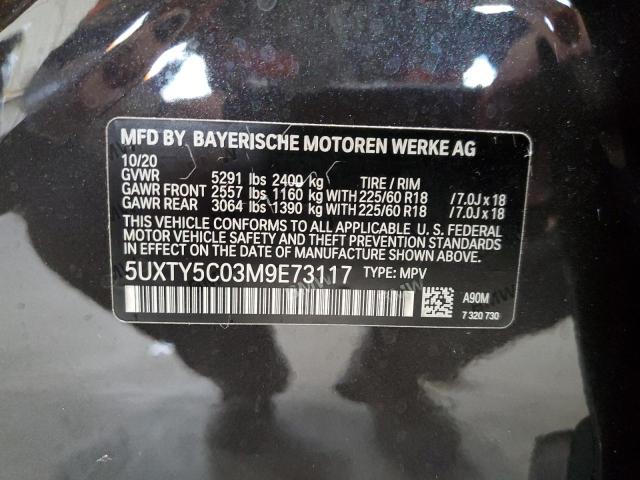 MFD BY. BAYERISCHE MOTOREN WERKE AG
10/20
GVWR 5291 lbs 2400 kg TIRE / RIM
GAWR FRONT 2557 lbs 1160 kg WITH 225/60 R18 /7.0J x 18
GAWR REAR 3064 lbs 1390 kg WITH 225/60 R18 /7.0J x 18
THIS VEHICLE CONFORMS TO ALL APPLICABLE U. S. FEDERAL
MOTOR VEHICLE SAFETY AND THEFT PREVENTION STANDARDS
IN EFFECT ON THE DATE OF MANUFACTURE SHOWN ABOVE.
5UXTY5C03M9E73117 TYPE: MPV
A90M
7 320 730